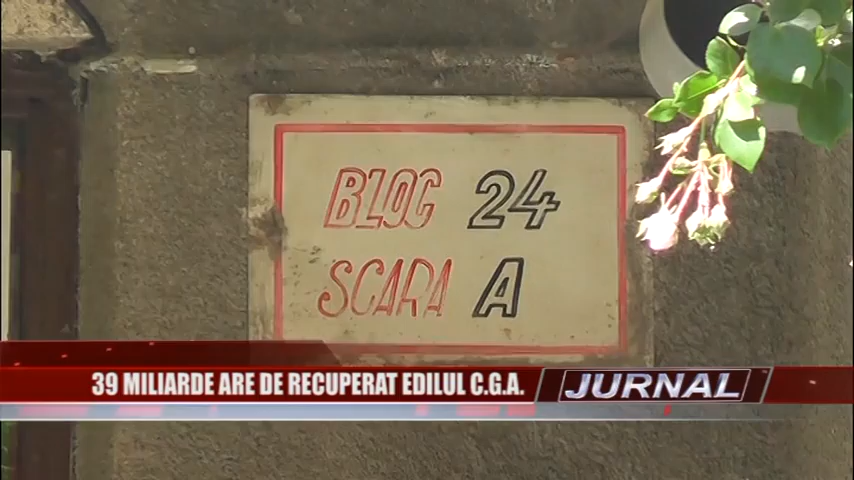 BLOC 24
SCARA A
39 MILIARDE ARE DE RECUPERAT EDILUL C.G.A.
JURNAL